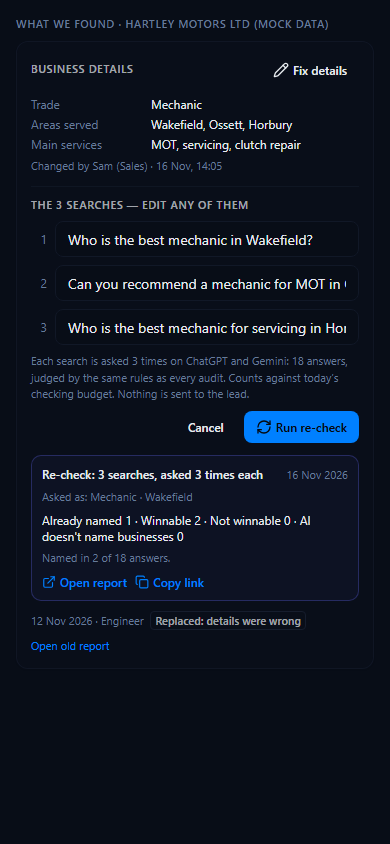 WHAT WE FOUND · HARTLEY MOTORS LTD (MOCK DATA)
BUSINESS DETAILS
Fix details
Trade Mechanic
Areas served Wakefield, Ossett, Horbury
Main services MOT, servicing, clutch repair
Changed by Sam (Sales) · 16 Nov, 14:05
THE 3 SEARCHES — EDIT ANY OF THEM
1 Who is the best mechanic in Wakefield?
2 Can you recommend a mechanic for MOT in
3 Who is the best mechanic for servicing in Hor
Each search is asked 3 times on ChatGPT and Gemini: 18 answers,
judged by the same rules as every audit. Counts against today's
checking budget. Nothing is sent to the lead.
Cancel Run re-check
Re-check: 3 searches, asked 3 times each 16 Nov 2026
Asked as: Mechanic · Wakefield
Already named 1 · Winnable 2 · Not winnable 0 · AI
doesn't name businesses 0
Named in 2 of 18 answers.
Open report Copy link
12 Nov 2026 · Engineer Replaced: details were wrong
Open old report